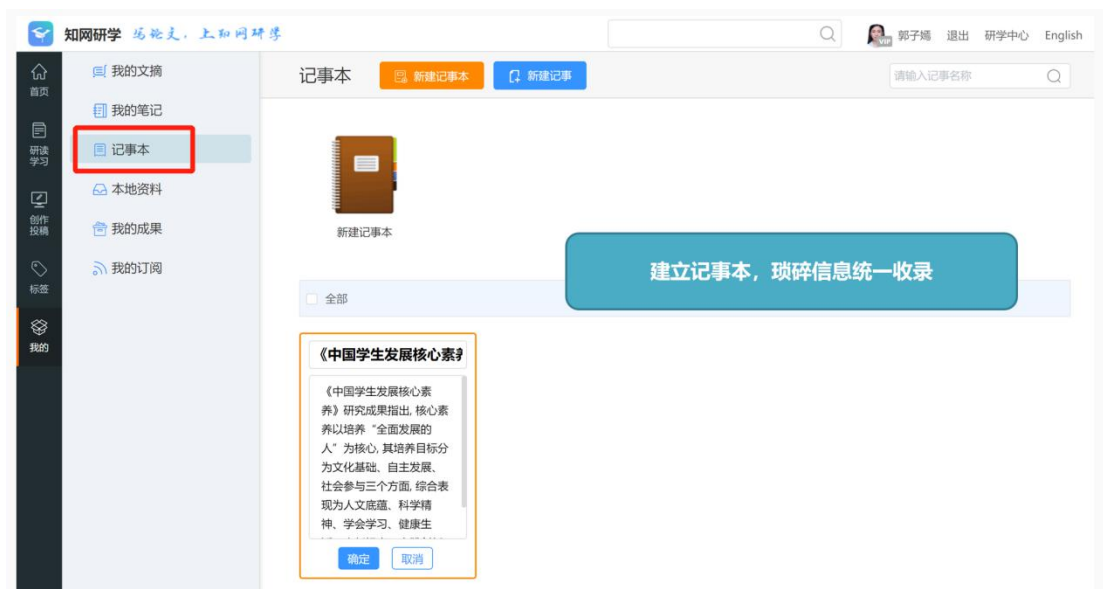 知网研学 写论文，上知网研学
郭子嫣 退出 研学中心 English
VIP
首页
研读
学习
创作
投稿
标签
我的
我的文摘
我的笔记
记事本
本地资料
我的成果
我的订阅
记事本 新建记事本 新建记事 请输入记事名称
新建记事本
建立记事本，琐碎信息统一收录
全部
《中国学生发展核心素养
《中国学生发展核心素
养》研究成果指出, 核心素
养以培养“全面发展的
人”为核心, 其培养目标分
为文化基础、自主发展、
社会参与三个方面, 综合表
现为人文底蕴、科学精
神、学会学习、健康生
确定 取消